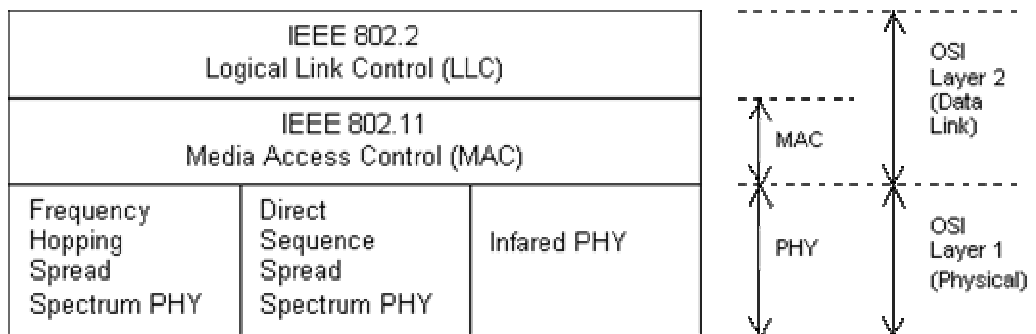 IEEE 802.2
Logical Link Control (LLC)
IEEE 802.11
Media Access Control (MAC)
Frequency
Hopping
Spread
Spectrum PHY
Direct
Sequence
Spread
Spectrum PHY
Infared PHY
MAC
PHY
OSI
Layer 2
(Data
Link)
OSI
Layer 1
(Physical)